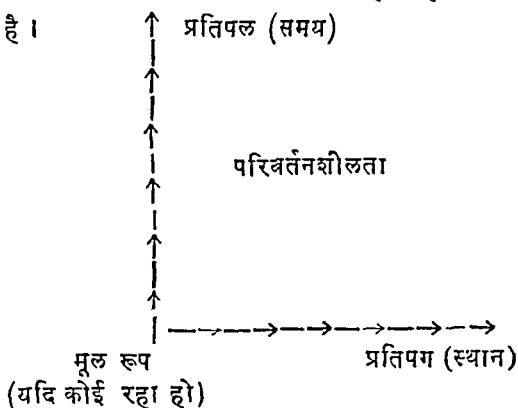 है ।
प्रतिपल (समय)
परिवर्तनशीलता
मूल रूप
प्रतिपग (स्थान)
(यदि कोई रहा हो)